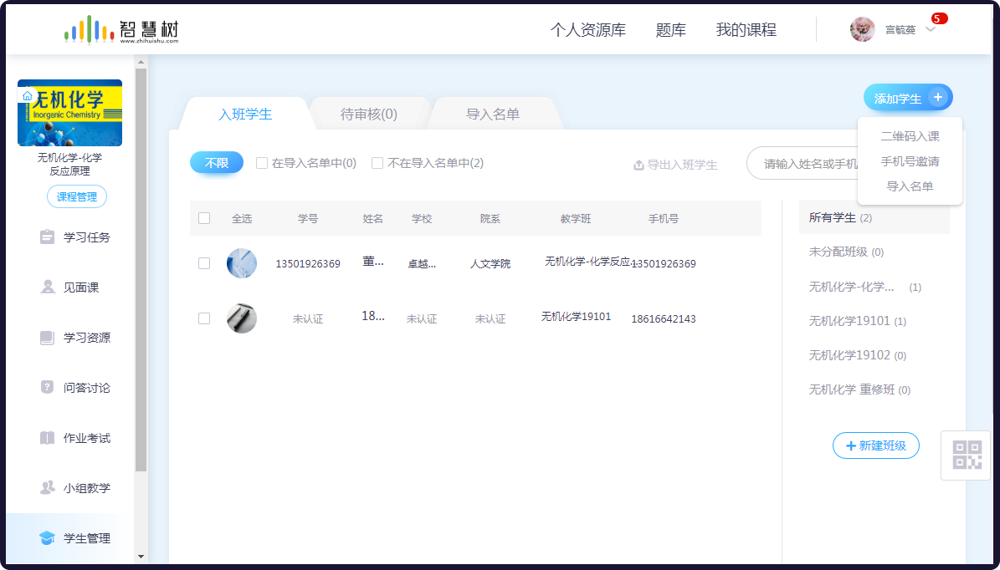 智慧树
www.zhihuishu.com
个人资源库 题库 我的课程
宫毓葵
5
无机化学
Inorganic Chemistry
无机化学-化学
反应原理
课程管理
学习任务
见面课
学习资源
问答讨论
作业考试
小组教学
学生管理
入班学生 待审核(0) 导入名单
添加学生 +
二维码入课
手机号邀请
导入名单
不限 在导入名单中(0) 不在导入名单中(2)
导出入班学生
请输入姓名或手机
全选 学号 姓名 学校 院系 教学班 手机号
13501926369 董... 卓越... 人文学院 无机化学-化学反应... 13501926369
未认证 18... 未认证 未认证 无机化学19101 18616642143
所有学生 (2)
未分配班级 (0)
无机化学-化学... (1)
无机化学19101 (1)
无机化学19102 (0)
无机化学 重修班 (0)
+ 新建班级